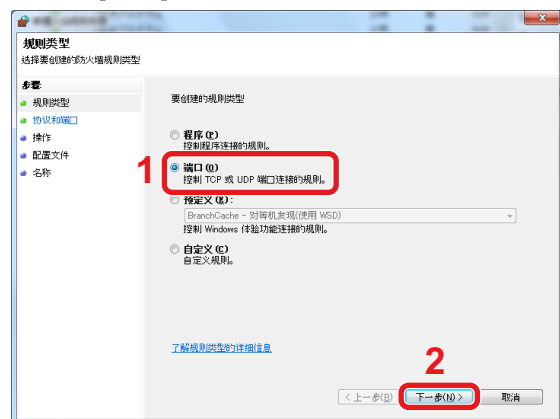 规则类型
选择要创建的防火墙规则类型
步骤:
规则类型
协议和端口
操作
配置文件
名称
要创建的规则类型
程序(P)
控制程序连接的规则。
1
端口(O)
控制 TCP 或 UDP 端口连接的规则。
预定义(E):
BranchCache - 对等机发现(使用 WSD)
控制 Windows 体验功能连接的规则。
自定义(C)
自定义规则。
了解规则类型的详细信息
2
<上一步(B)
下一步(N)>
取消